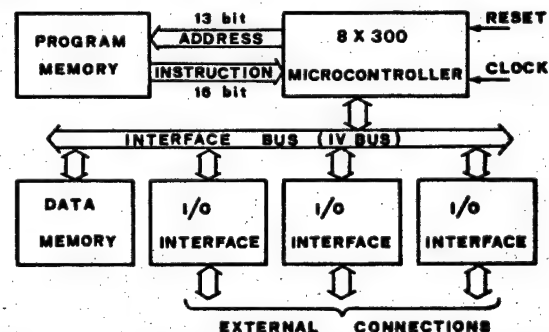 13 bit
ADDRESS
PROGRAM
MEMORY
INSTRUCTION
16 bit
8 X 300
MICROCONTROLLER
RESET
CLOCK
INTERFACE BUS (IV BUS)
DATA
MEMORY
I/O
INTERFACE
I/O
INTERFACE
I/O
INTERFACE
EXTERNAL CONNECTIONS